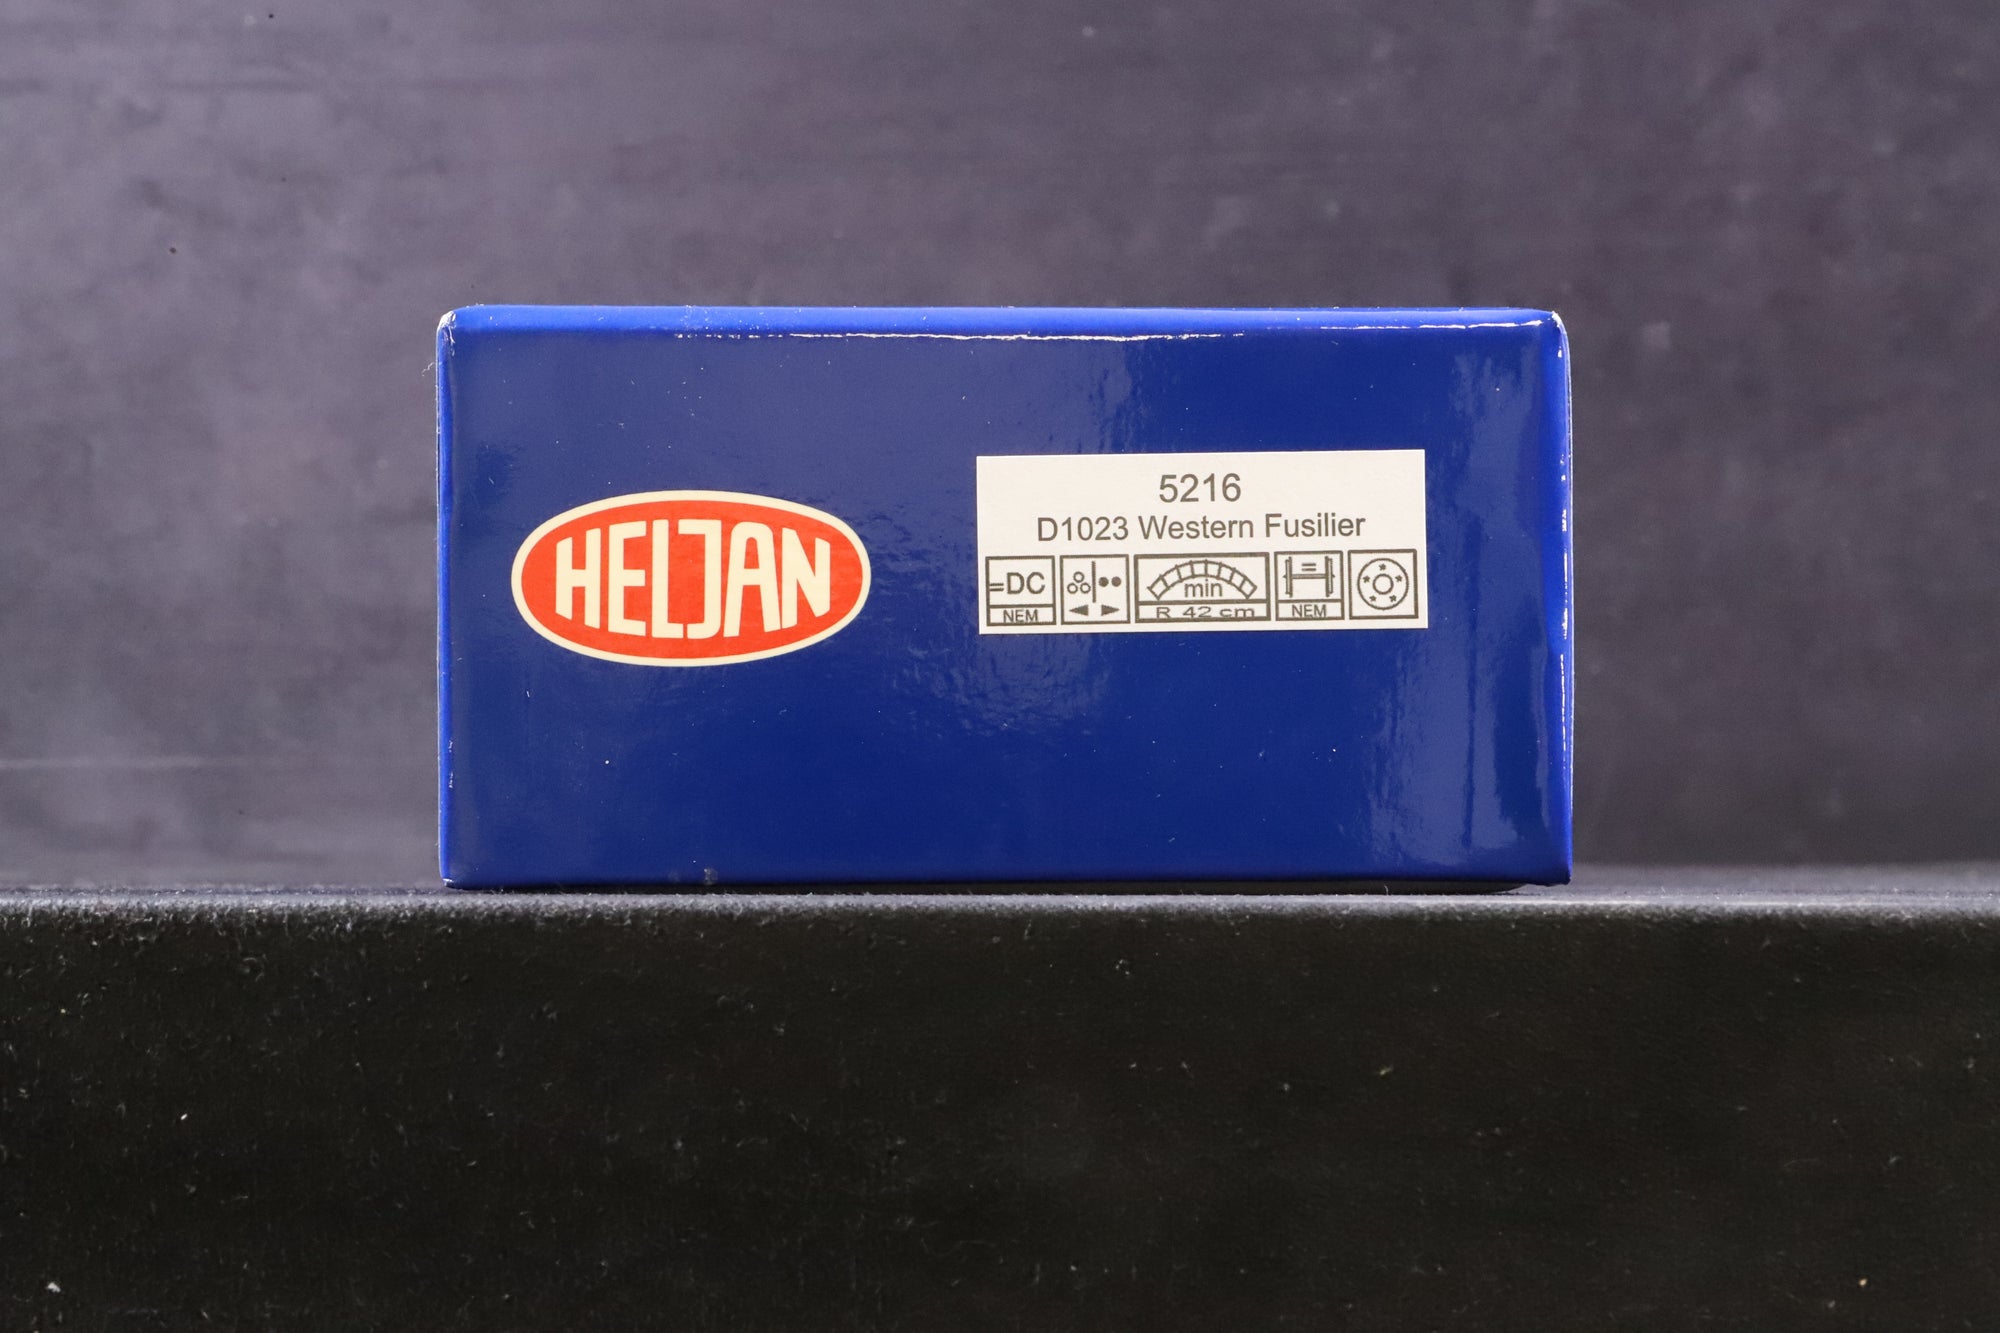 HELJAN
5216
D1023 Western Fusilier
=DC min
NEM R 42 cm NEM